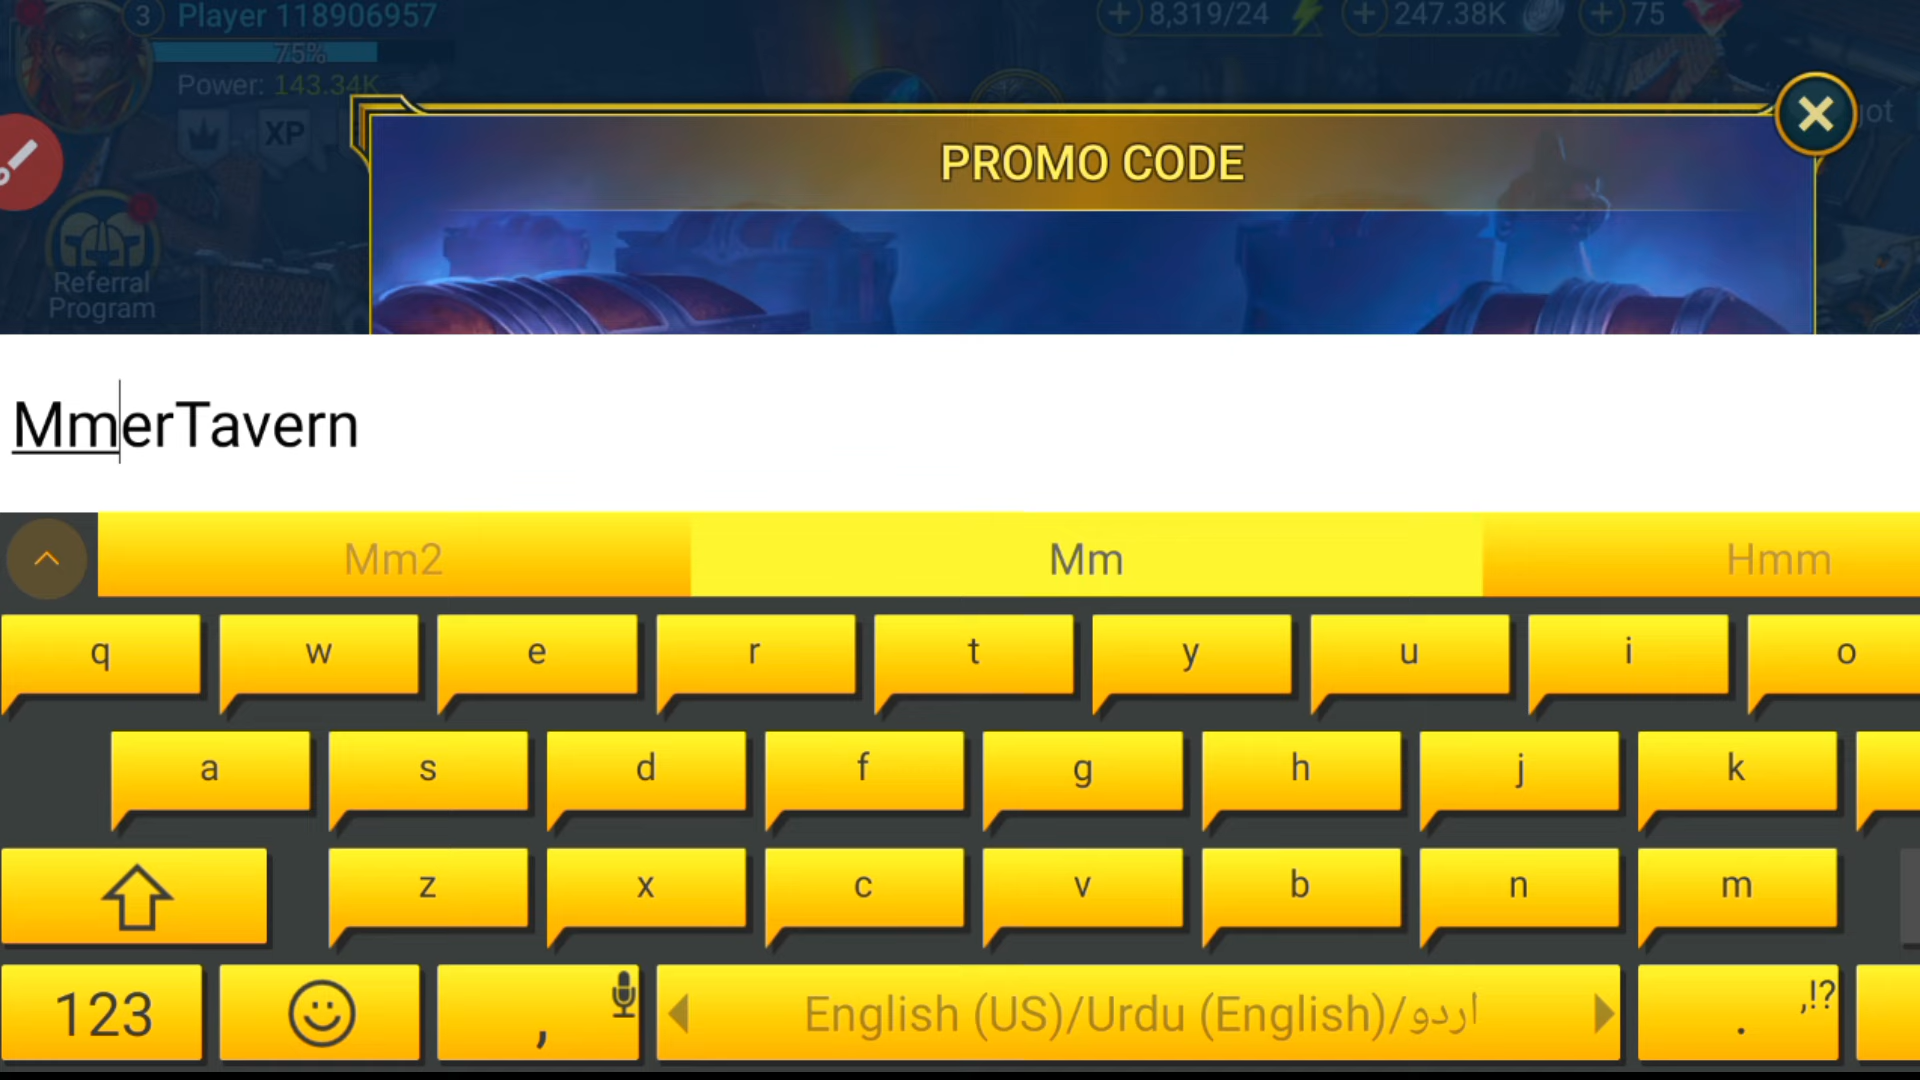 3 Player 118906957
8,319/24
247.38K
75
75%
Power: 143.34K
XP
PROMO CODE
Referral
Program
MmerTavern
Mm2 Mm Hmm
q w e r t y u i o
a s d f g h j k
z x c v b n m
123 , English (US)/Urdu (English)/اردو . ,!?